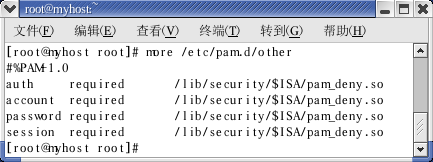 root@myhost:~
文件(F) 编辑(E) 查看(V) 终端(T) 转到(G) 帮助(H)
[root@myhost root]# more /etc/pam.d/other
#%PAM-1.0
auth required /lib/security/$ISA/pam_deny.so
account required /lib/security/$ISA/pam_deny.so
password required /lib/security/$ISA/pam_deny.so
session required /lib/security/$ISA/pam_deny.so
[root@myhost root]#